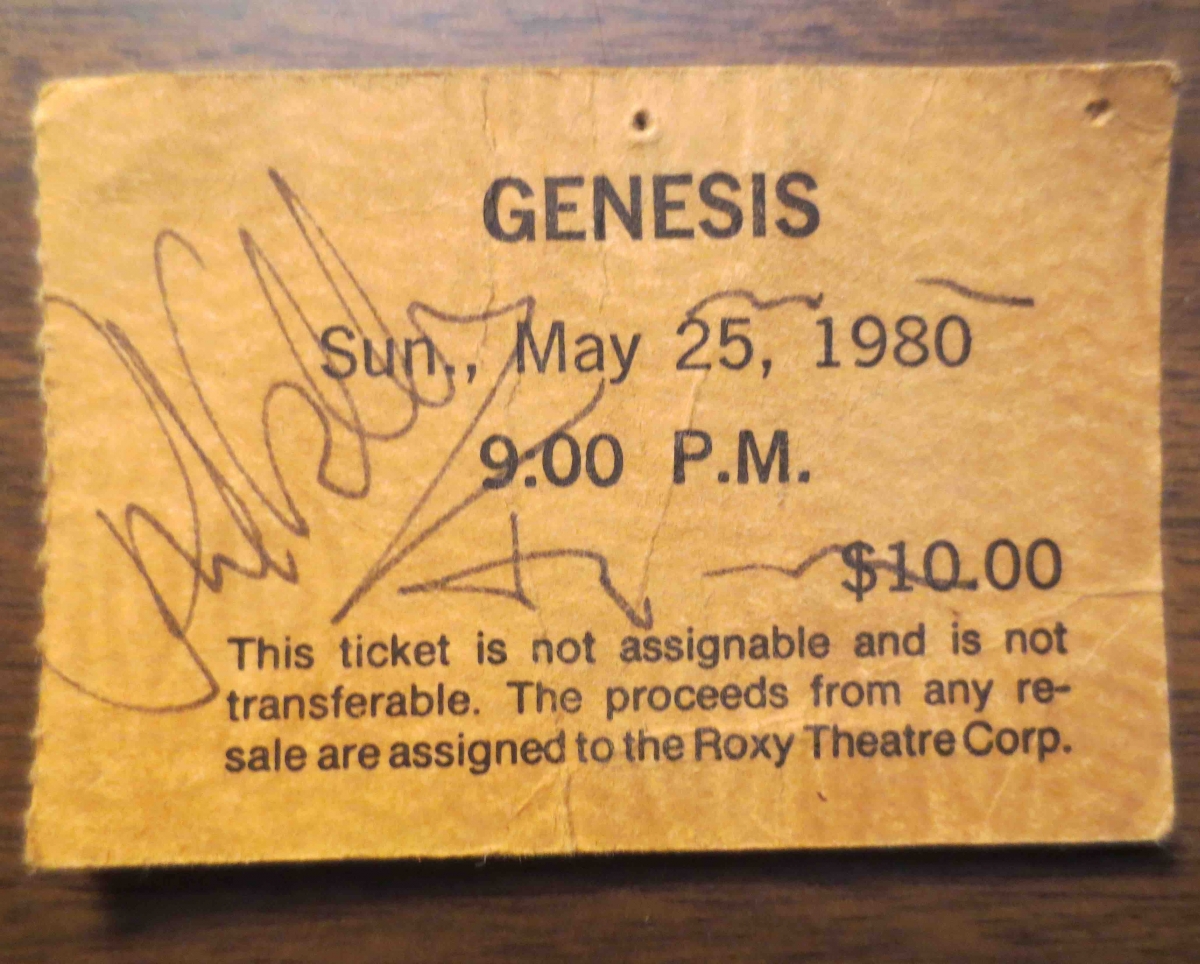 GENESIS
Sun., May 25, 1980
9:00 P.M.
$10.00
This ticket is not assignable and is not
transferable. The proceeds from any re-
sale are assigned to the Roxy Theatre Corp.